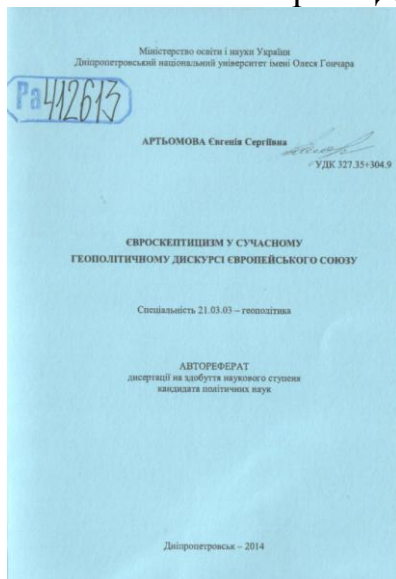 Міністерство освіти і науки України
Дніпропетровський національний університет імені Олеся Гончара
Ра 412613
АРТЬОМОВА Євгенія Сергіївна
УДК 327.35+304.9
ЄВРОСКЕПТИЦИЗМ У СУЧАСНОМУ
ГЕОПОЛІТИЧНОМУ ДИСКУРСІ ЄВРОПЕЙСЬКОГО СОЮЗУ
Спеціальність 21.03.03 – геополітика
АВТОРЕФЕРАТ
дисертації на здобуття наукового ступеня
кандидата політичних наук
Дніпропетровськ – 2014